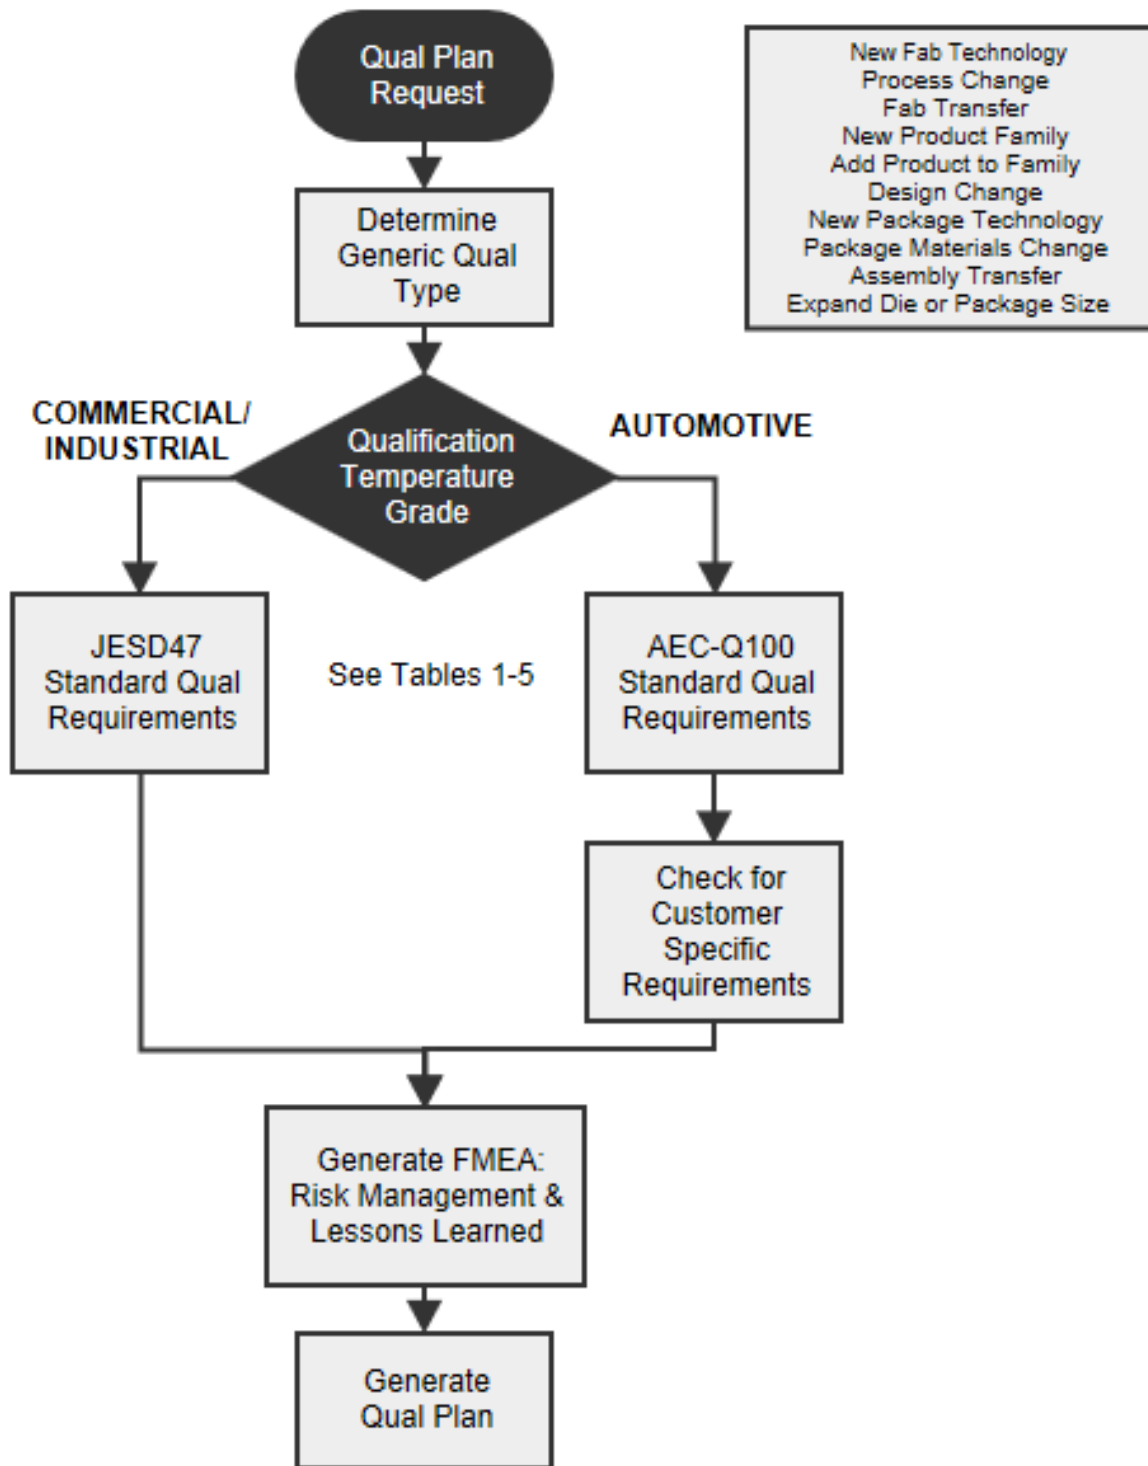 Qual Plan
Request
New Fab Technology
Process Change
Fab Transfer
New Product Family
Add Product to Family
Design Change
New Package Technology
Package Materials Change
Assembly Transfer
Expand Die or Package Size
Determine
Generic Qual
Type
COMMERCIAL/
INDUSTRIAL
Qualification
Temperature
Grade
AUTOMOTIVE
JESD47
Standard Qual
Requirements
See Tables 1-5
AEC-Q100
Standard Qual
Requirements
Check for
Customer
Specific
Requirements
Generate FMEA:
Risk Management &
Lessons Learned
Generate
Qual Plan